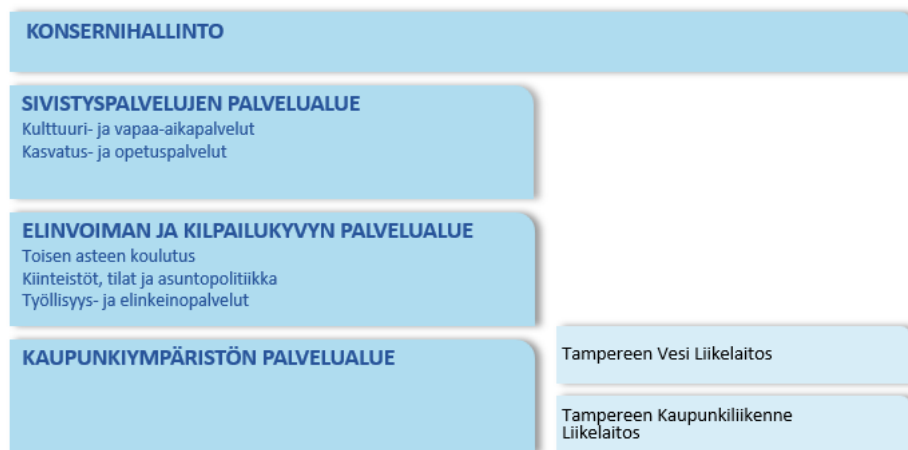 KONSERNIHALLINTO
SIVISTYSPALVELUJEN PALVELUALUE
Kulttuuri- ja vapaa-aikapalvelut
Kasvatus- ja opetuspalvelut
ELINVOIMAN JA KILPAILUKYVYN PALVELUALUE
Toisen asteen koulutus
Kiinteistöt, tilat ja asuntopolitiikka
Työllisyys- ja elinkeinopalvelut
KAUPUNKIYMPÄRISTÖN PALVELUALUE
Tampereen Vesi Liikelaitos
Tampereen Kaupunkiliikenne
Liikelaitos